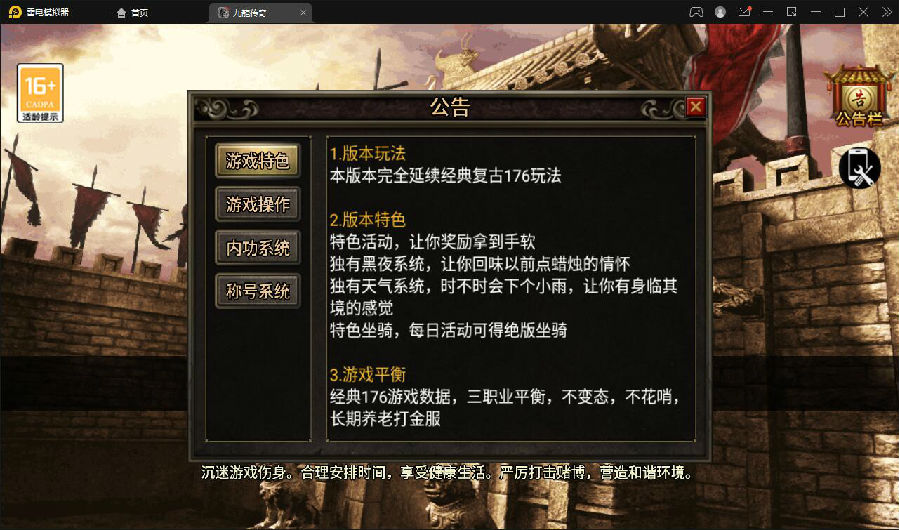 雷电模拟器
首页
九龍传奇
16+
CADPA
适龄提示
公告
告
公告栏
游戏特色
游戏操作
内功系统
称号系统
1.版本玩法
本版本完全延续经典复古176玩法
2.版本特色
特色活动，让你奖励拿到手软
独有黑夜系统，让你回味以前点蜡烛的情怀
独有天气系统，时不时会下个小雨，让你有身临其
境的感觉
特色坐骑，每日活动可得绝版坐骑
3.游戏平衡
经典176游戏数据，三职业平衡，不变态，不花哨，
长期养老打金服
沉迷游戏伤身。合理安排时间，享受健康生活。严厉打击赌博，营造和谐环境。